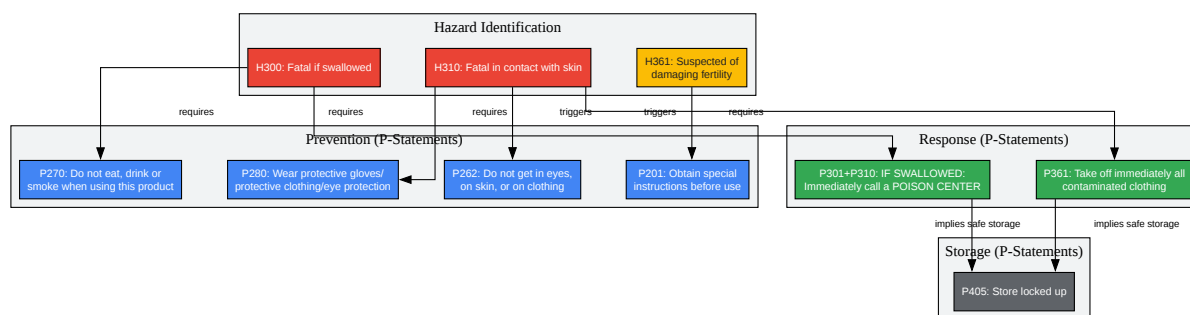 Hazard Identification
H300: Fatal if swallowed
H310: Fatal in contact with skin
H361: Suspected of
damaging fertility
requires
requires
requires
triggers
triggers
requires
Prevention (P-Statements)
Response (P-Statements)
P270: Do not eat, drink or
smoke when using this product
P280: Wear protective gloves/
protective clothing/eye protection
P262: Do not get in eyes,
on skin, or on clothing
P201: Obtain special
instructions before use
P301+P310: IF SWALLOWED:
Immediately call a POISON CENTER
P361: Take off immediately all
contaminated clothing
implies safe storage
implies safe storage
Storage (P-Statements)
P405: Store locked up